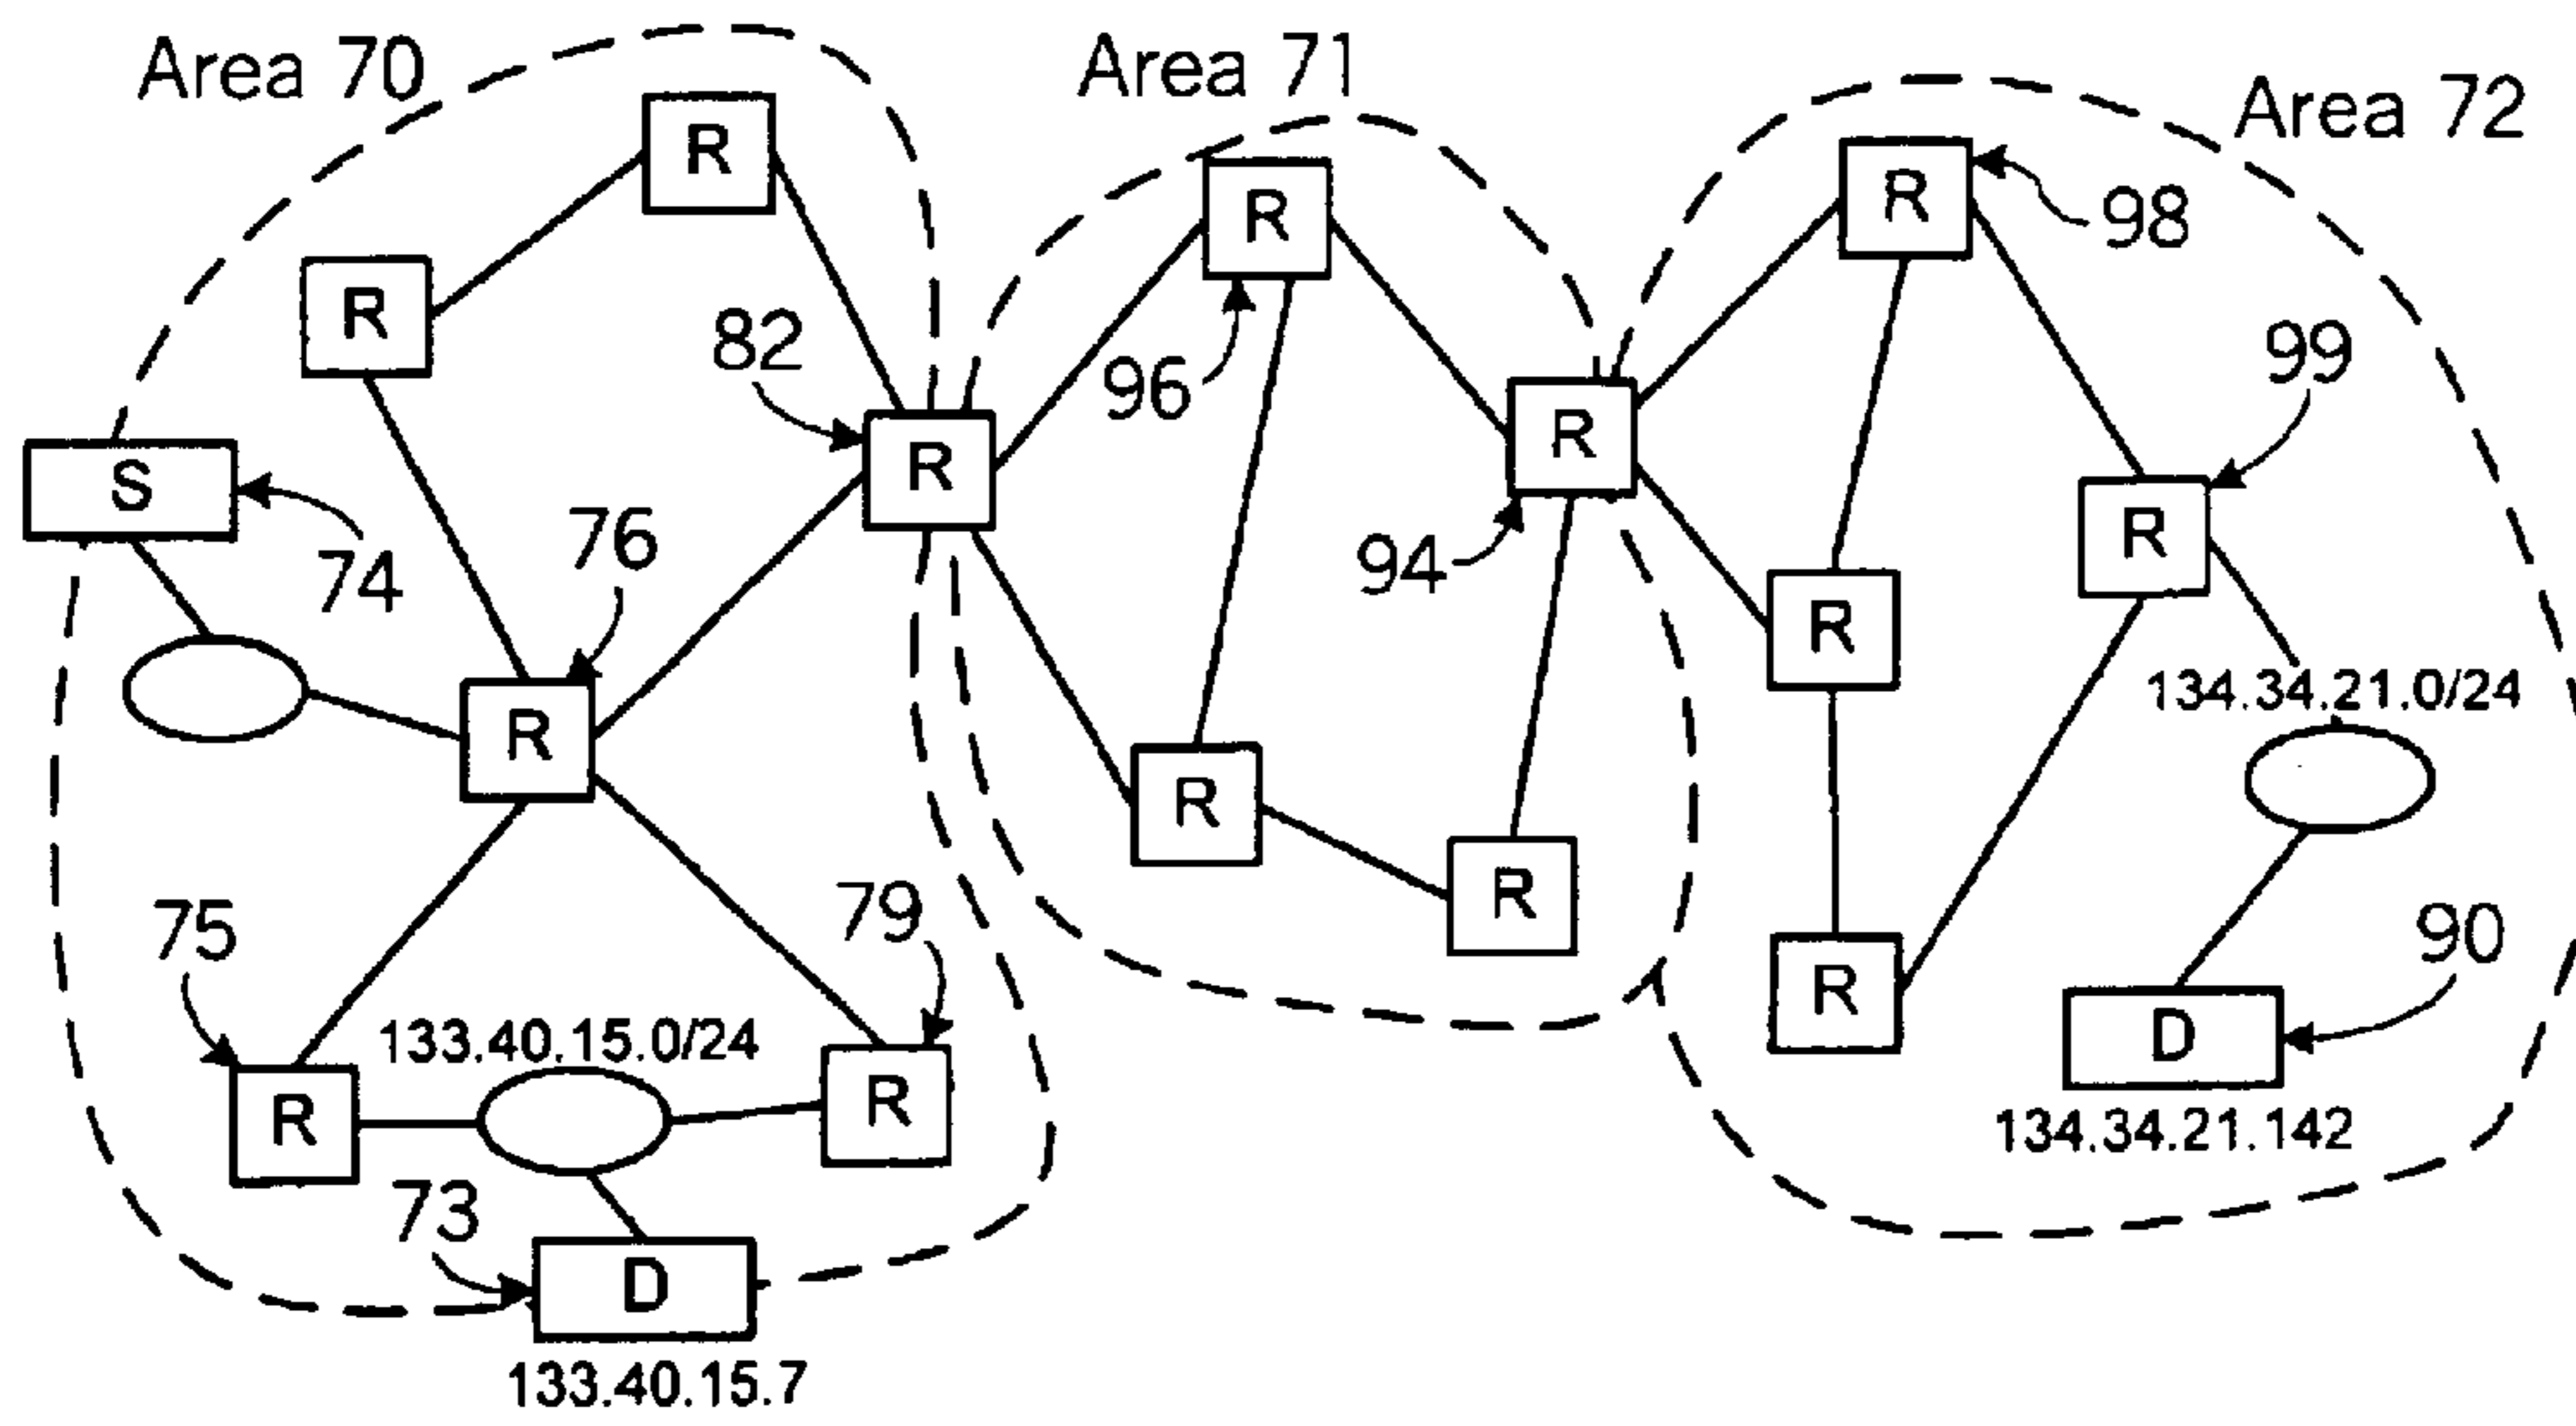 Area 70
Area 71
Area 72
R
R
R
98
R
82
96
99
R
R
S
R
74
76
94
R
R
134.34.21.0/24
R
75
79
R
90
133.40.15.0/24
R
D
R
R
134.34.21.142
73
D
133.40.15.7